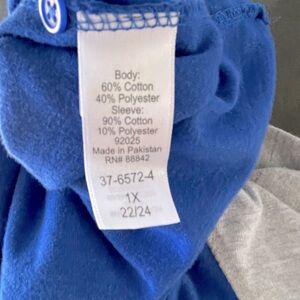 Body:
60% Cotton
40% Polyester
Sleeve:
90% Cotton
10% Polyester
92025
Made in Pakistan
RN# 88842
37-6572-4
1X
22/24